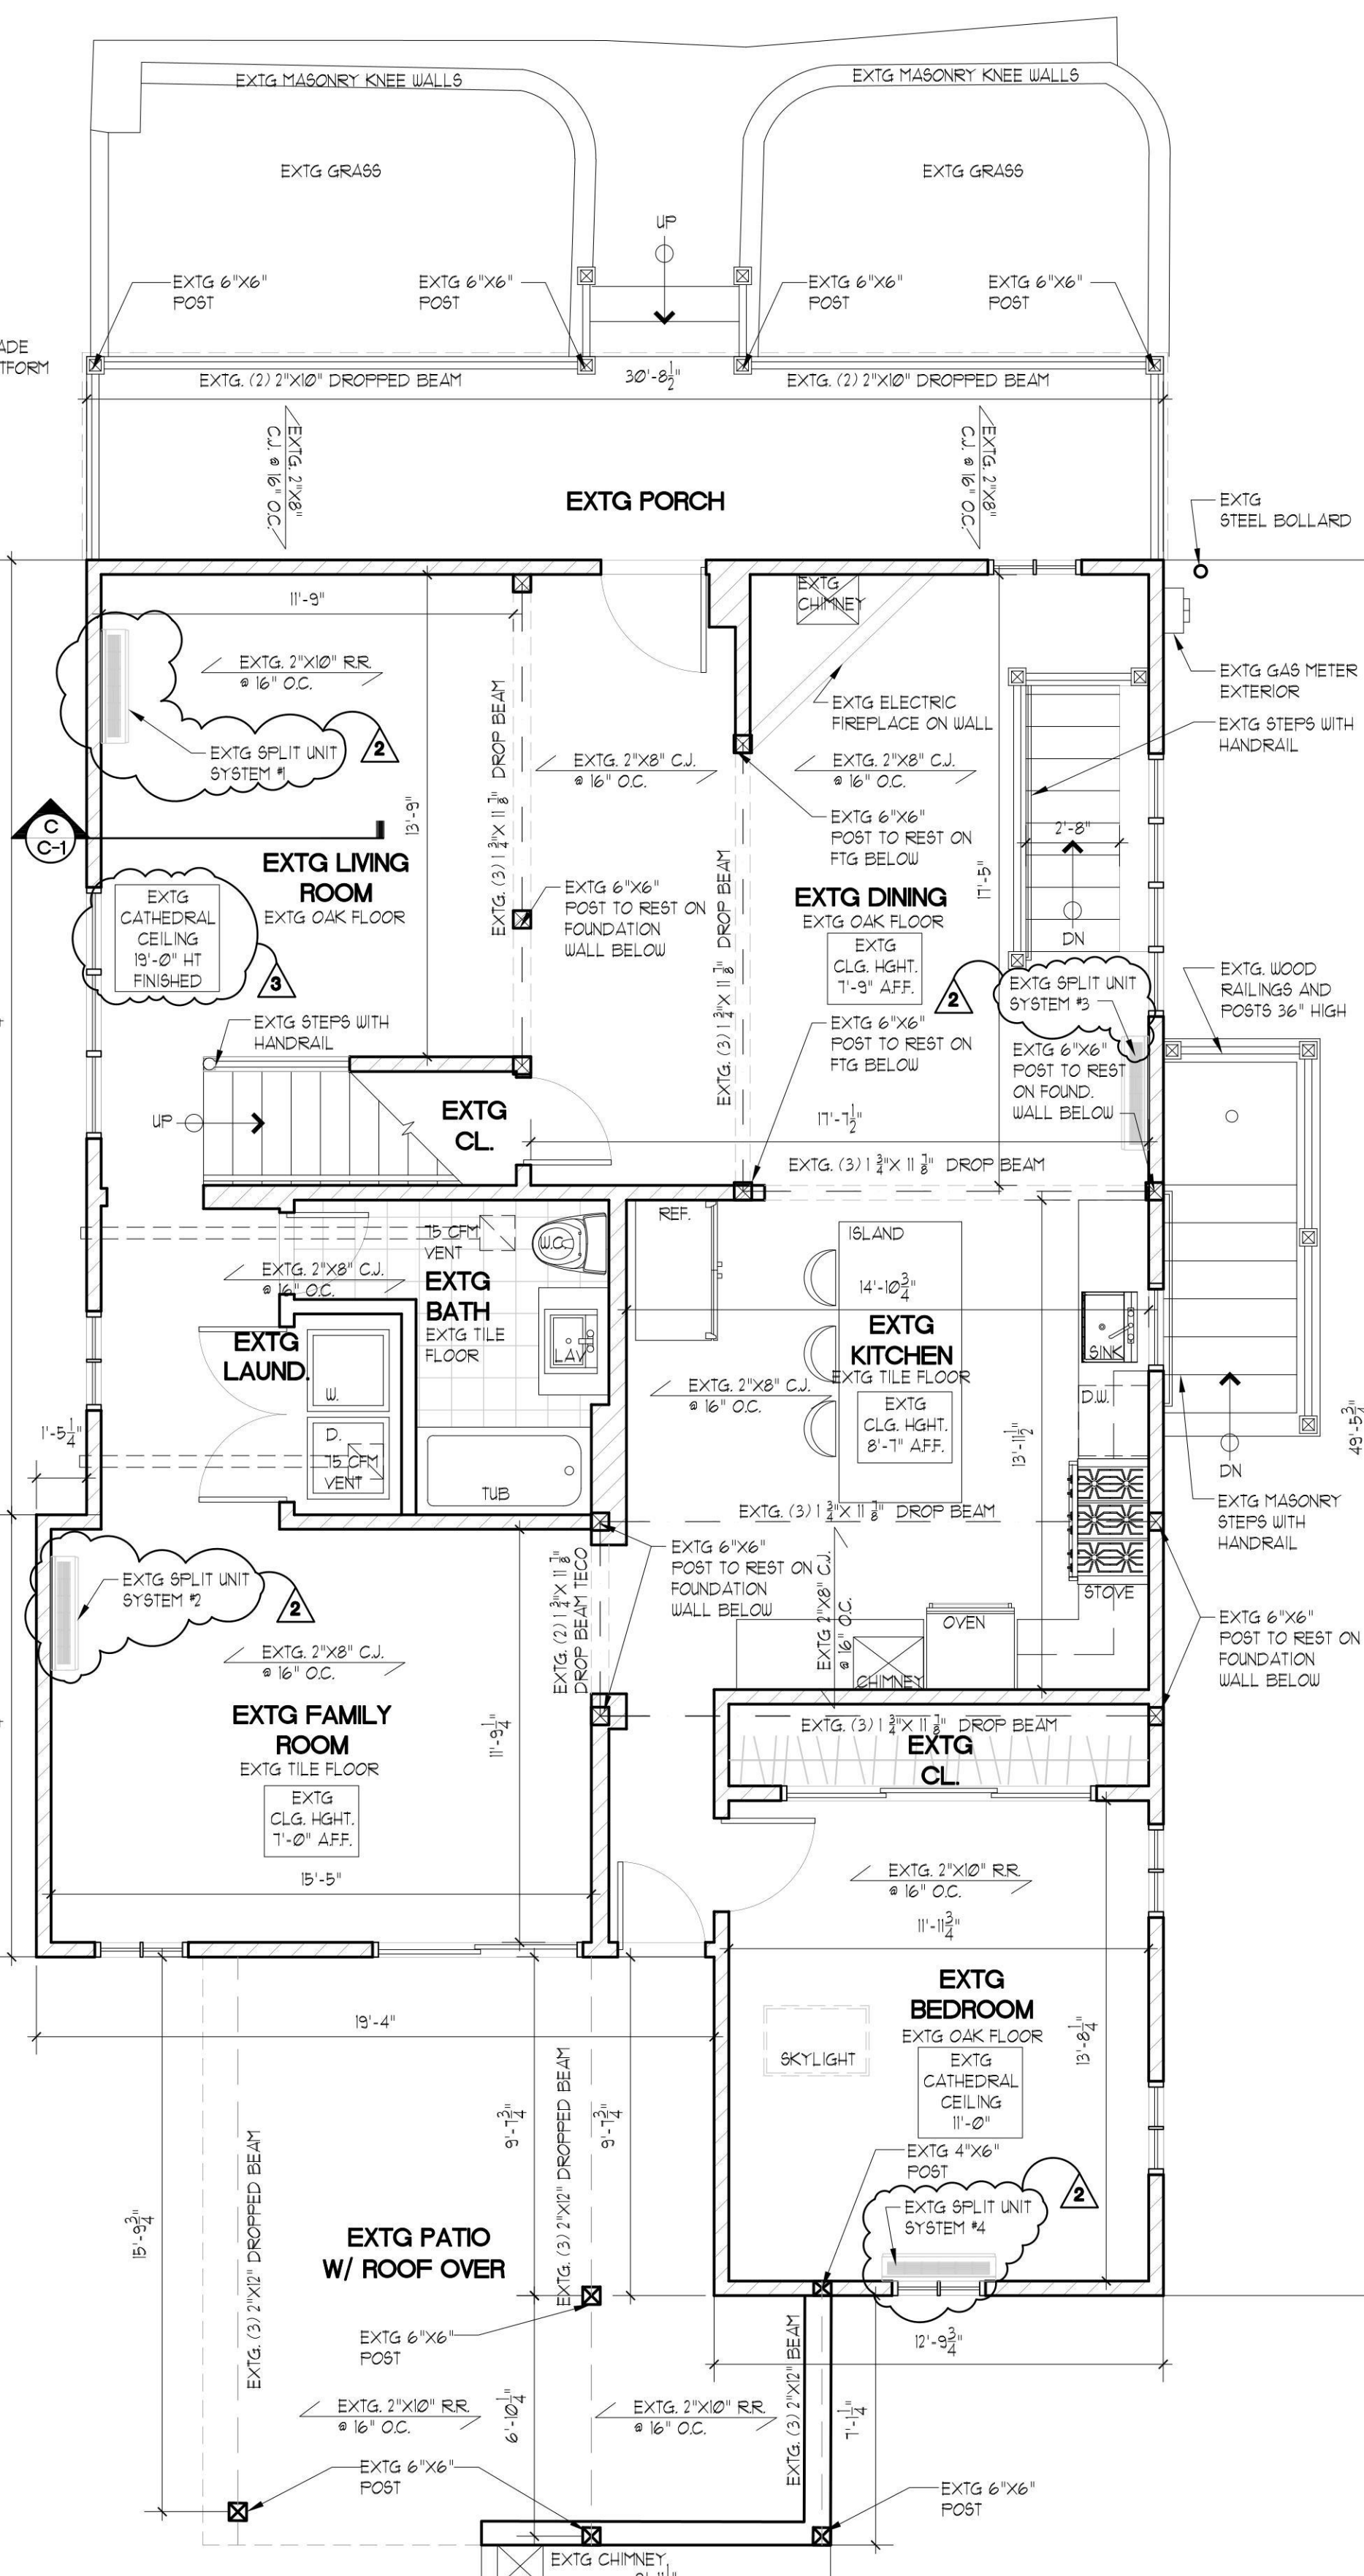 EXTG MASONRY KNEE WALLS
EXTG MASONRY KNEE WALLS
EXTG GRASS
EXTG GRASS
UP
EXTG 6"X6"
POST
EXTG 6"X6"
POST
EXTG 6"X6"
POST
EXTG 6"X6"
POST
ADE
TFORM
EXTG. (2) 2"X10" DROPPED BEAM
30'-8 1/2"
EXTG. (2) 2"X10" DROPPED BEAM
EXTG. 2"X8"
C.J. @ 16" O.C.
EXTG. 2"X8"
C.J. @ 16" O.C.
EXTG PORCH
EXTG
STEEL BOLLARD
11'-9"
EXTG
CHIMNEY
EXTG. 2"X10" R.R.
@ 16" O.C.
EXTG GAS METER
EXTERIOR
EXTG ELECTRIC
FIREPLACE ON WALL
EXTG STEPS WITH
HANDRAIL
EXTG SPLIT UNIT
SYSTEM #1
2
EXTG. (3) 1 3/4"X 11 7/8" DROP BEAM
EXTG. 2"X8" C.J.
@ 16" O.C.
EXTG. 2"X8" C.J.
@ 16" O.C.
13'-9"
C
C-1
EXTG 6"X6"
POST TO REST ON
FTG BELOW
2'-8"
17'-5"
EXTG LIVING
ROOM
EXTG OAK FLOOR
EXTG
CATHEDRAL
CEILING
19'-0" HT
FINISHED
3
EXTG 6"X6"
POST TO REST ON
FOUNDATION
WALL BELOW
EXTG. (3) 1 3/4"X 11 7/8" DROP BEAM
EXTG DINING
EXTG OAK FLOOR
EXTG
CLG. HGHT.
7'-9" A.F.F.
DN
2
EXTG SPLIT UNIT
SYSTEM #3
EXTG. WOOD
RAILINGS AND
POSTS 36" HIGH
EXTG STEPS WITH
HANDRAIL
EXTG 6"X6"
POST TO REST ON
FTG BELOW
EXTG 6"X6"
POST TO REST
ON FOUND.
WALL BELOW
UP
EXTG
CL.
17'-7 1/2"
EXTG. (3) 1 3/4"X 11 7/8" DROP BEAM
REF.
75 CFM
VENT
W.C.
ISLAND
EXTG. 2"X8" C.J.
@ 16" O.C.
EXTG
BATH
EXTG TILE
FLOOR
LAV
14'-10 3/4"
EXTG
KITCHEN
EXTG TILE FLOOR
EXTG
CLG. HGHT.
8'-7" A.F.F.
SINK
EXTG
LAUND.
W.
EXTG. 2"X8" C.J.
@ 16" O.C.
D.W.
1'-5 1/4"
D.
75 CFM
VENT
13'-11 1/2"
49'-5 3/4"
DN
TUB
EXTG. (3) 1 3/4"X 11 7/8" DROP BEAM
EXTG MASONRY
STEPS WITH
HANDRAIL
EXTG 6"X6"
POST TO REST ON
FOUNDATION
WALL BELOW
EXTG. (2) 1 3/4"X 11 7/8"
DROP BEAM TECO
EXTG 2"X8" C.J.
@ 16" O.C.
EXTG SPLIT UNIT
SYSTEM #2
2
STOVE
OVEN
EXTG 6"X6"
POST TO REST ON
FOUNDATION
WALL BELOW
EXTG. 2"X8" C.J.
@ 16" O.C.
CHIMNEY
EXTG FAMILY
ROOM
EXTG TILE FLOOR
EXTG
CLG. HGHT.
7'-0" A.F.F.
11'-9 1/4"
EXTG. (3) 1 3/4"X 11 7/8" DROP BEAM
EXTG
CL.
15'-5"
EXTG. 2"X10" R.R.
@ 16" O.C.
11'-11 3/4"
19'-4"
EXTG
BEDROOM
EXTG OAK FLOOR
SKYLIGHT
EXTG
CATHEDRAL
CEILING
11'-0"
13'-8 1/4"
15'-9 3/4"
EXTG. (3) 2"X12" DROPPED BEAM
9'-7 3/4"
EXTG. (3) 2"X12" DROPPED BEAM
9'-7 3/4"
EXTG 4"X6"
POST
EXTG SPLIT UNIT
SYSTEM #4
2
EXTG PATIO
W/ ROOF OVER
EXTG 6"X6"
POST
12'-9 3/4"
EXTG. 2"X10" R.R.
@ 16" O.C.
6'-10 1/4"
EXTG. 2"X10" R.R.
@ 16" O.C.
EXTG. (3) 2"X12" BEAM
7'-1 1/4"
EXTG 6"X6"
POST
EXTG 6"X6"
POST
EXTG CHIMNEY,